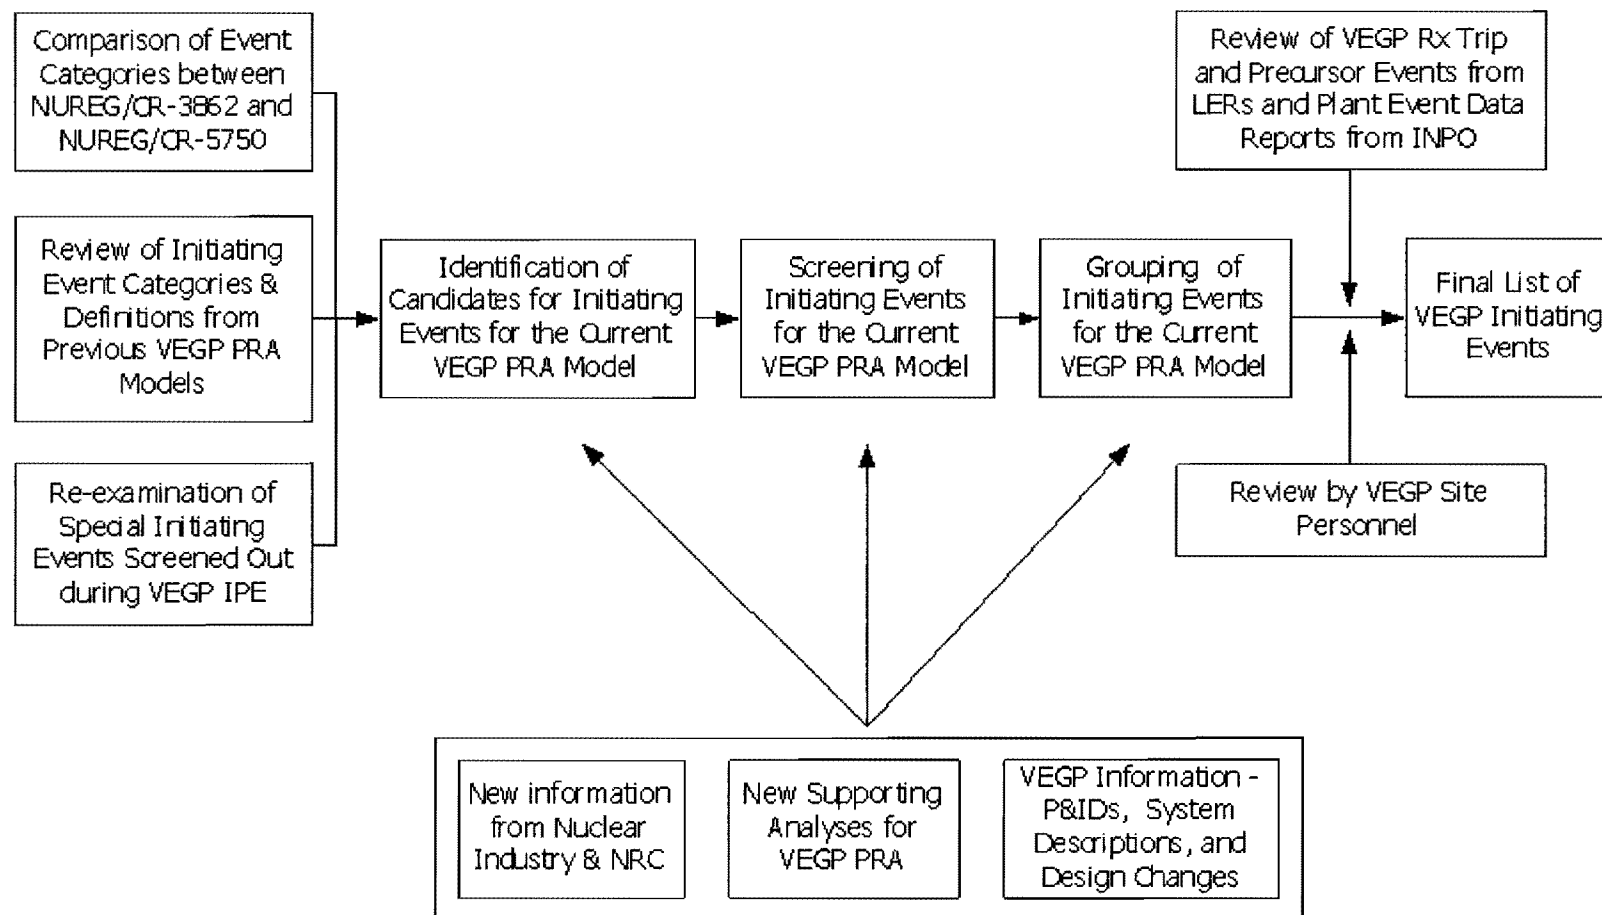 Comparison of Event
Categories between
NUREG/CR-3862 and
NUREG/CR-5750
Review of Initiating
Event Categories &
Definitions from
Previous VEGP PRA
Models
Re-examination of
Special Initiating
Events Screened Out
during VEGP IPE
Identification of
Candidates for Initiating
Events for the Current
VEGP PRA Model
Screening of
Initiating Events
for the Current
VEGP PRA Model
Grouping of
Initiating Events
for the Current
VEGP PRA Model
Review of VEGP Rx Trip
and Precursor Events from
LERs and Plant Event Data
Reports from INPO
Final List of
VEGP Initiating
Events
Review by VEGP Site
Personnel
New information
from Nuclear
Industry & NRC
New Supporting
Analyses for
VEGP PRA
VEGP Information -
P&IDs, System
Descriptions, and
Design Changes